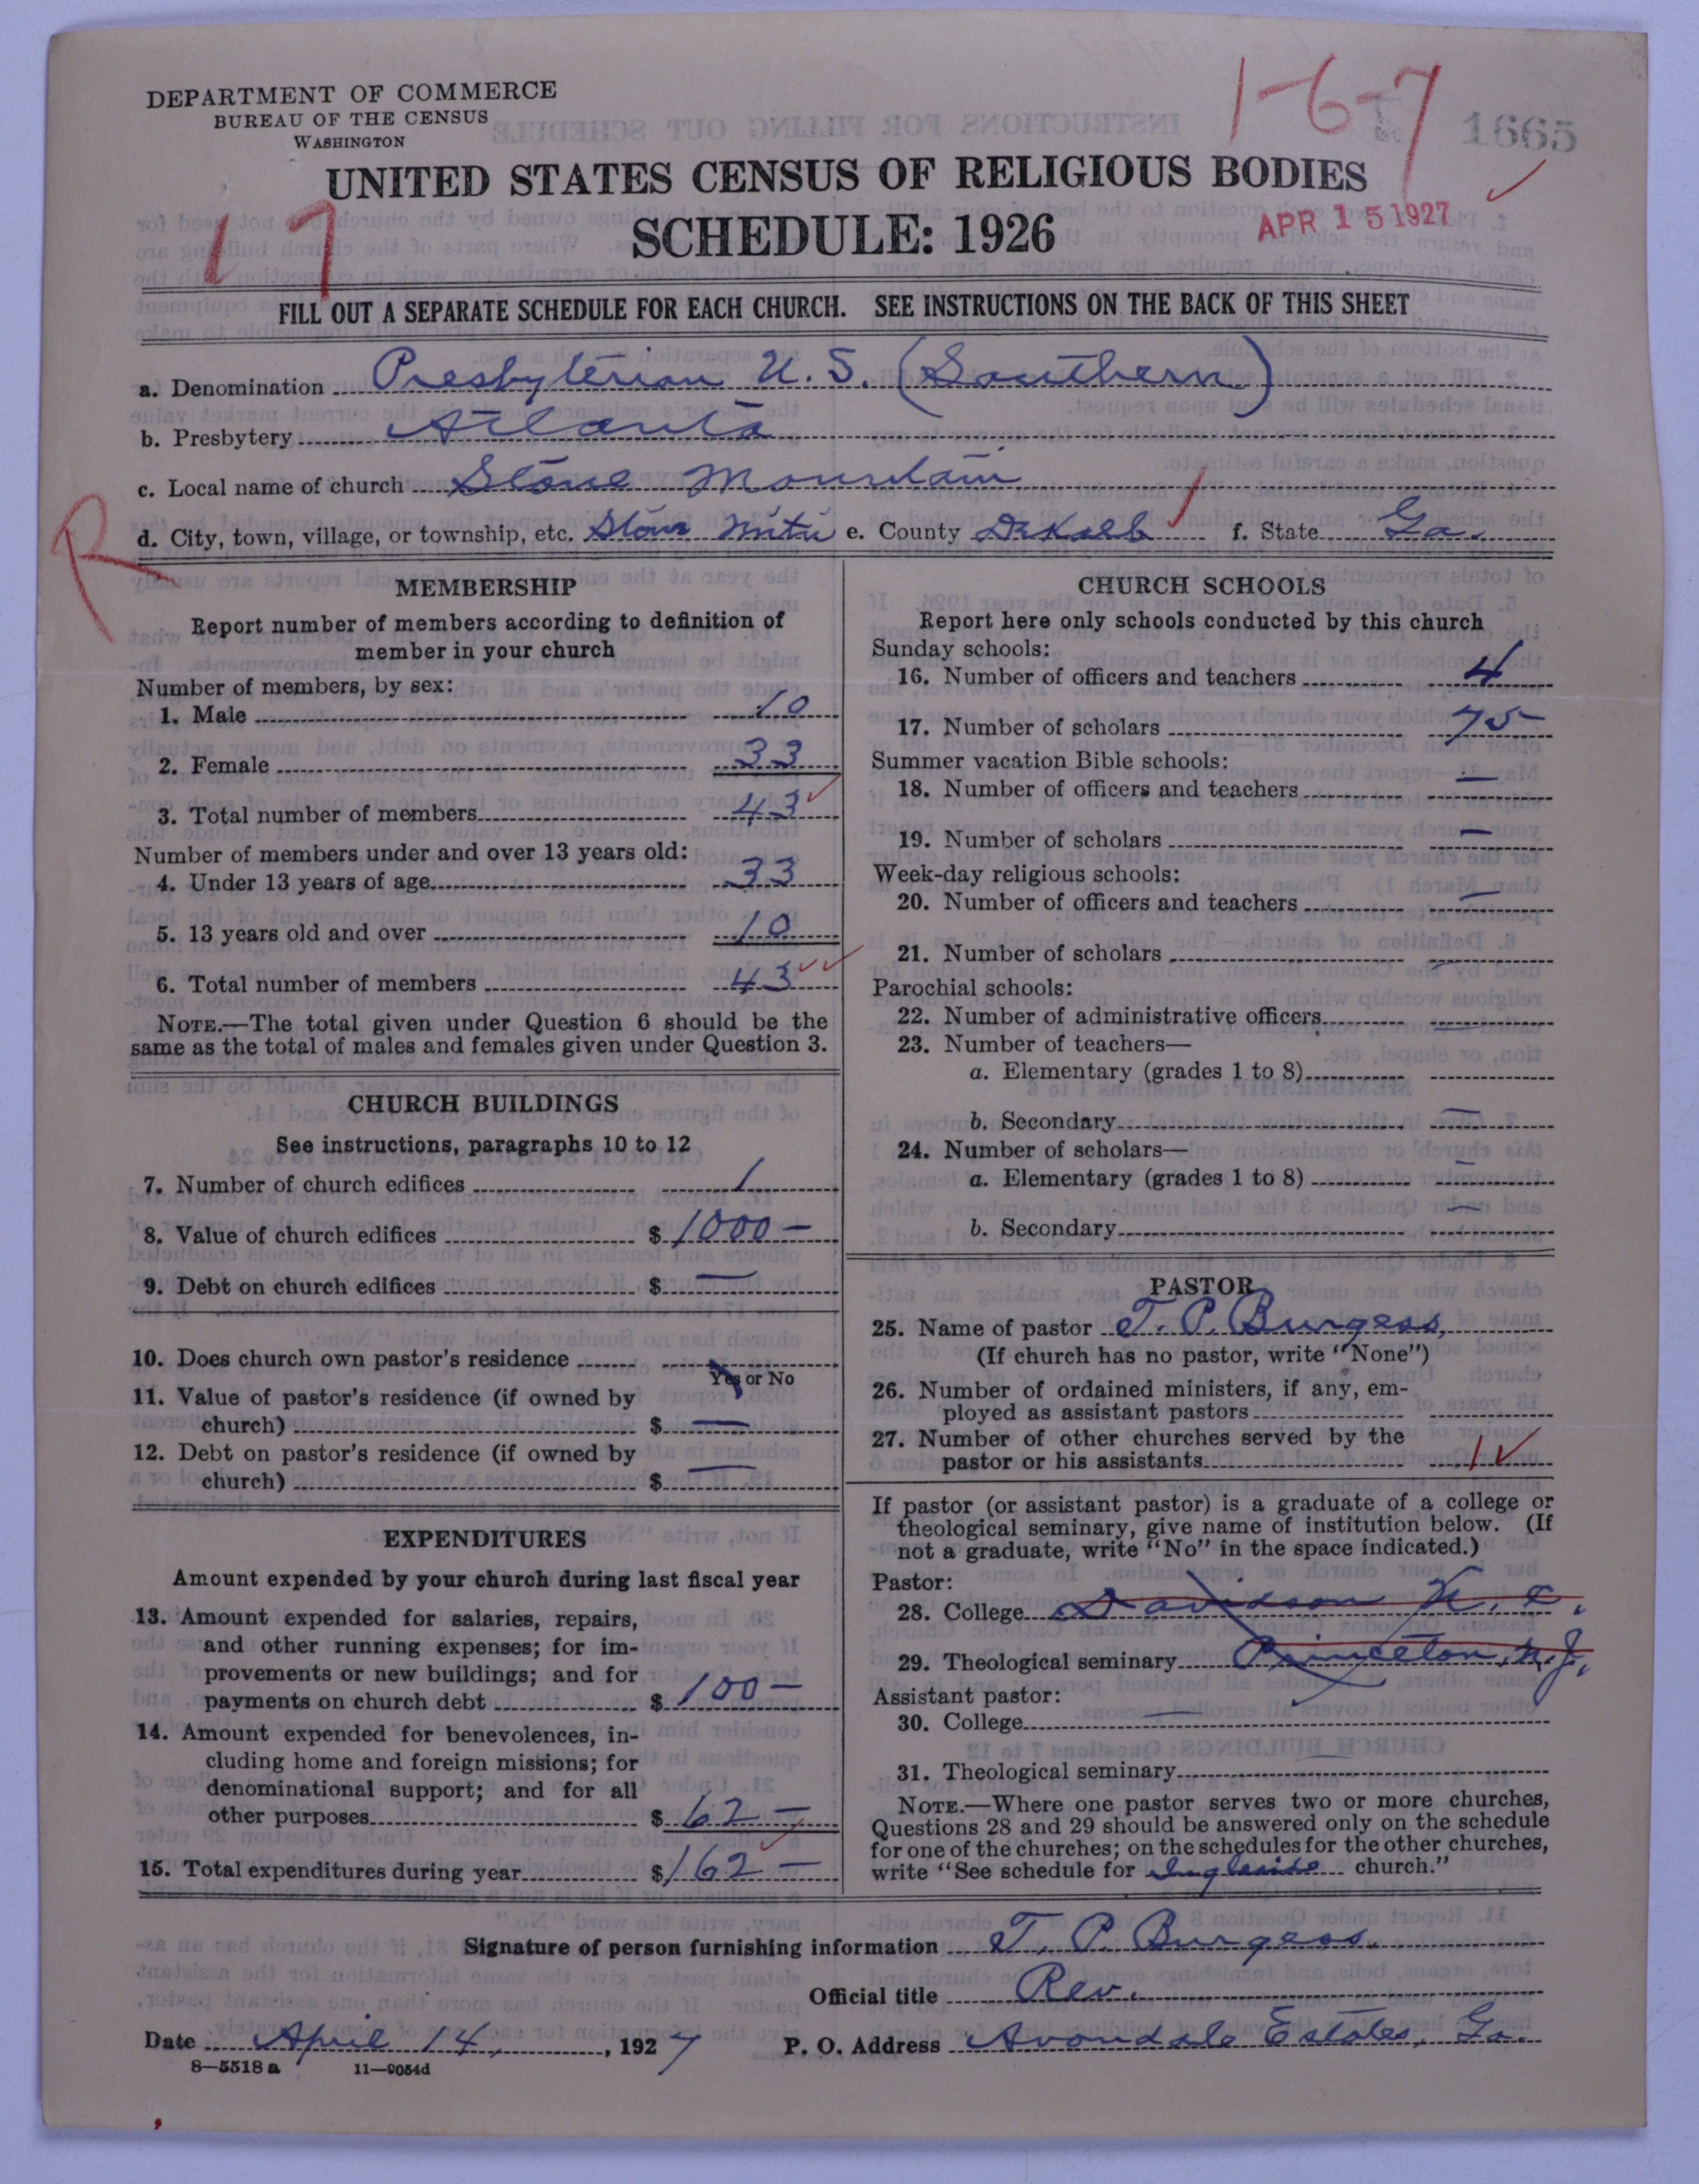 DEPARTMENT OF COMMERCE
BUREAU OF THE CENSUS
WASHINGTON
1-6-7
1665
UNITED STATES CENSUS OF RELIGIOUS BODIES
17
SCHEDULE: 1926
APR 15 1927
FILL OUT A SEPARATE SCHEDULE FOR EACH CHURCH. SEE INSTRUCTIONS ON THE BACK OF THIS SHEET
a. Denomination Presbyterian U.S. (Southern)
b. Presbytery Atlanta
c. Local name of church Stone Mountain
R
d. City, town, village, or township, etc. Stone Mtn e. County DeKalb f. State Ga.
MEMBERSHIP
Report number of members according to definition of
member in your church
Number of members, by sex:
1. Male 10
2. Female 33
3. Total number of members 43
Number of members under and over 13 years old:
4. Under 13 years of age 33
5. 13 years old and over 10
6. Total number of members 43
NOTE.—The total given under Question 6 should be the
same as the total of males and females given under Question 3.
CHURCH BUILDINGS
See instructions, paragraphs 10 to 12
7. Number of church edifices 1
8. Value of church edifices $ 1000 —
9. Debt on church edifices $ —
10. Does church own pastor's residence
Yes or No
11. Value of pastor's residence (if owned by
church) $ —
12. Debt on pastor's residence (if owned by
church) $ —
EXPENDITURES
Amount expended by your church during last fiscal year
13. Amount expended for salaries, repairs,
and other running expenses; for im-
provements or new buildings; and for
payments on church debt $ 100 —
14. Amount expended for benevolences, in-
cluding home and foreign missions; for
denominational support; and for all
other purposes $ 62 —
15. Total expenditures during year $ 162 —
CHURCH SCHOOLS
Report here only schools conducted by this church
Sunday schools:
16. Number of officers and teachers 4
17. Number of scholars 75
Summer vacation Bible schools:
18. Number of officers and teachers —
19. Number of scholars —
Week-day religious schools:
20. Number of officers and teachers —
21. Number of scholars —
Parochial schools:
22. Number of administrative officers —
23. Number of teachers—
a. Elementary (grades 1 to 8)
b. Secondary —
24. Number of scholars—
a. Elementary (grades 1 to 8) —
b. Secondary —
PASTOR
25. Name of pastor T. P. Burgess,
(If church has no pastor, write "None")
26. Number of ordained ministers, if any, em-
ployed as assistant pastors
27. Number of other churches served by the
pastor or his assistants 1
If pastor (or assistant pastor) is a graduate of a college or
theological seminary, give name of institution below. (If
not a graduate, write "No" in the space indicated.)
Pastor:
28. College Davidson N. C.
29. Theological seminary Princeton, N.J.
Assistant pastor:
30. College —
31. Theological seminary —
NOTE.—Where one pastor serves two or more churches,
Questions 28 and 29 should be answered only on the schedule
for one of the churches; on the schedules for the other churches,
write "See schedule for Ingleside church."
Signature of person furnishing information T. P. Burgess.
Official title Rev.
Date April 14, 1927 P. O. Address Avondale Estates, Ga.
8—5518 a 11—9054d